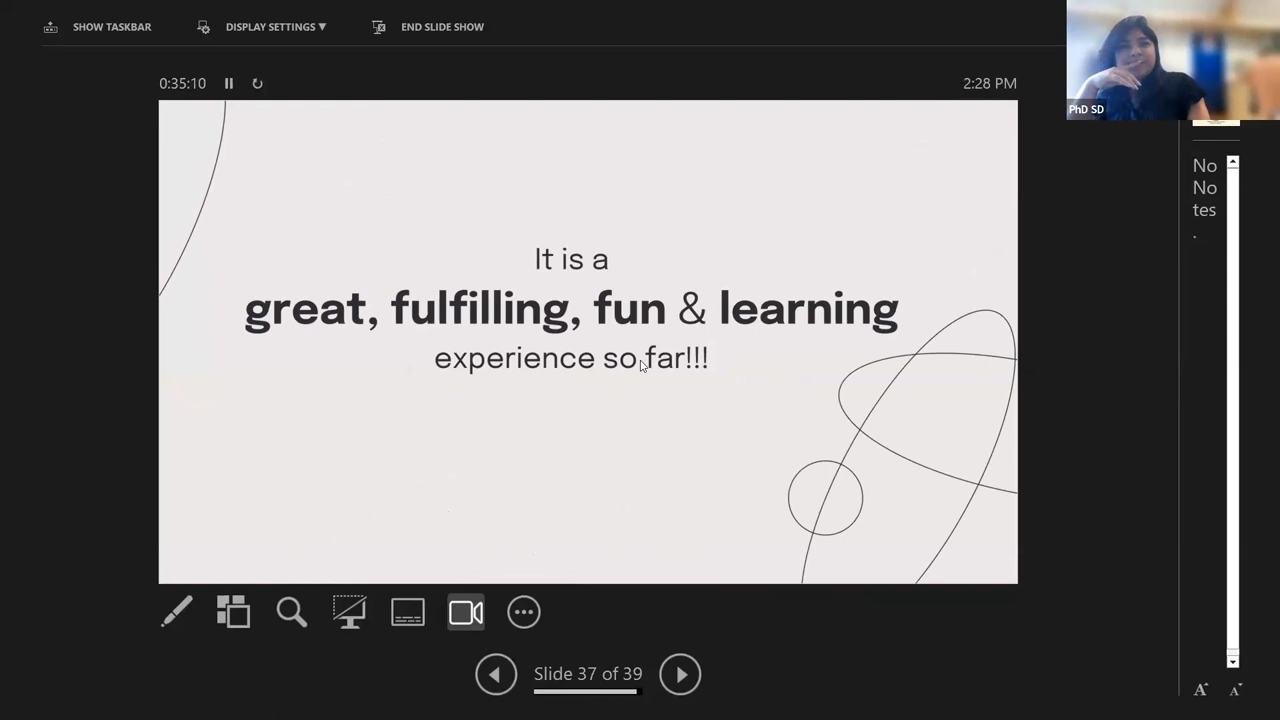 SHOW TASKBAR
DISPLAY SETTINGS ▼
END SLIDE SHOW
PhD SD
0:35:10
2:28 PM
It is a
great, fulfilling, fun & learning
experience so far!!!
No
No
tes
.
Slide 37 of 39
A A